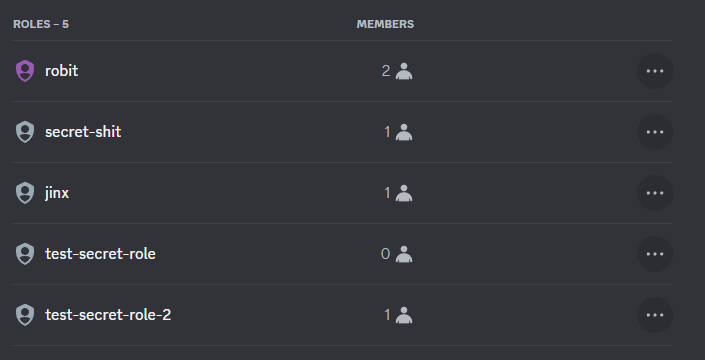 ROLES – 5 MEMBERS
robit 2
secret-shit 1
jinx 1
test-secret-role 0
test-secret-role-2 1